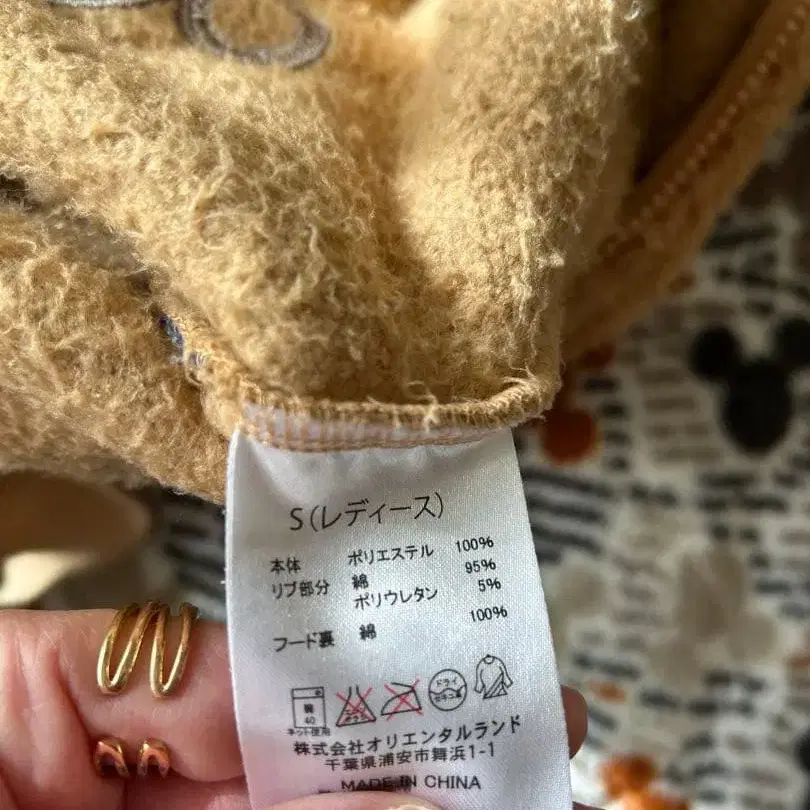 S(レディース)
本体 ポリエステル 100%
リブ部分 綿 95%
ポリウレタン 5%
フード裏 綿 100%
40
ネット使用
ドライ
株式会社オリエンタルランド
千葉県浦安市舞浜1-1
MADE IN CHINA